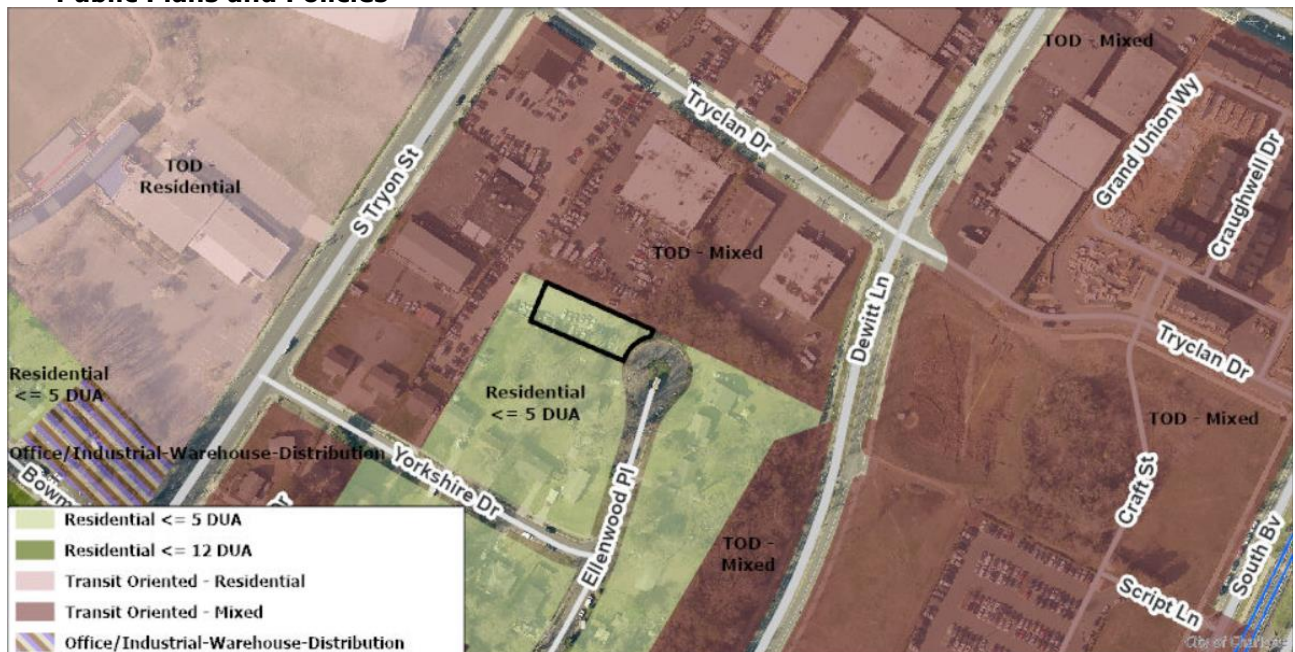 Public Plans and Policies
TOD - Mixed
Grand Union Wy
Craughwell Dr
Tryclan Dr
TOD -
Residential
S Tryon St
TOD - Mixed
Dewitt Ln
Tryclan Dr
Residential
<= 5 DUA
Residential
<= 5 DUA
TOD - Mixed
Office/Industrial-Warehouse-Distribution
Yorkshire Dr
Craft St
Bowm
Dr
Ellenwood Pl
TOD -
Mixed
South Bv
Script Ln
Residential <= 5 DUA
Residential <= 12 DUA
Transit Oriented - Residential
Transit Oriented - Mixed
Office/Industrial-Warehouse-Distribution
City of Charlotte